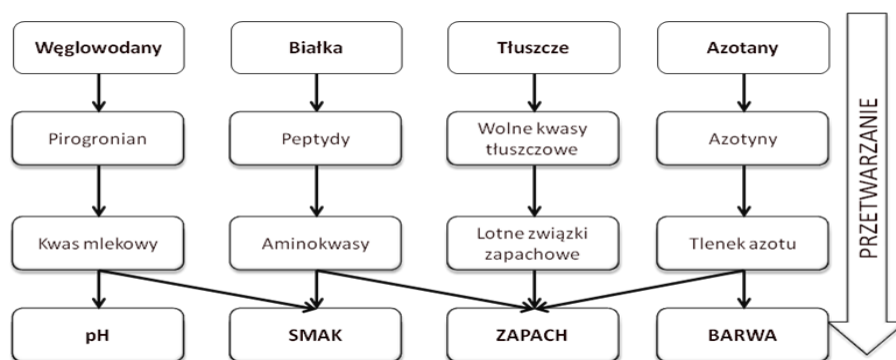 Węglowodany
Białka
Tłuszcze
Azotany
Pirogronian
Peptydy
Wolne kwasy
tłuszczowe
Azotyny
Kwas mlekowy
Aminokwasy
Lotne związki
zapachowe
Tlenek azotu
pH
SMAK
ZAPACH
BARWA
PRZETWARZANIE